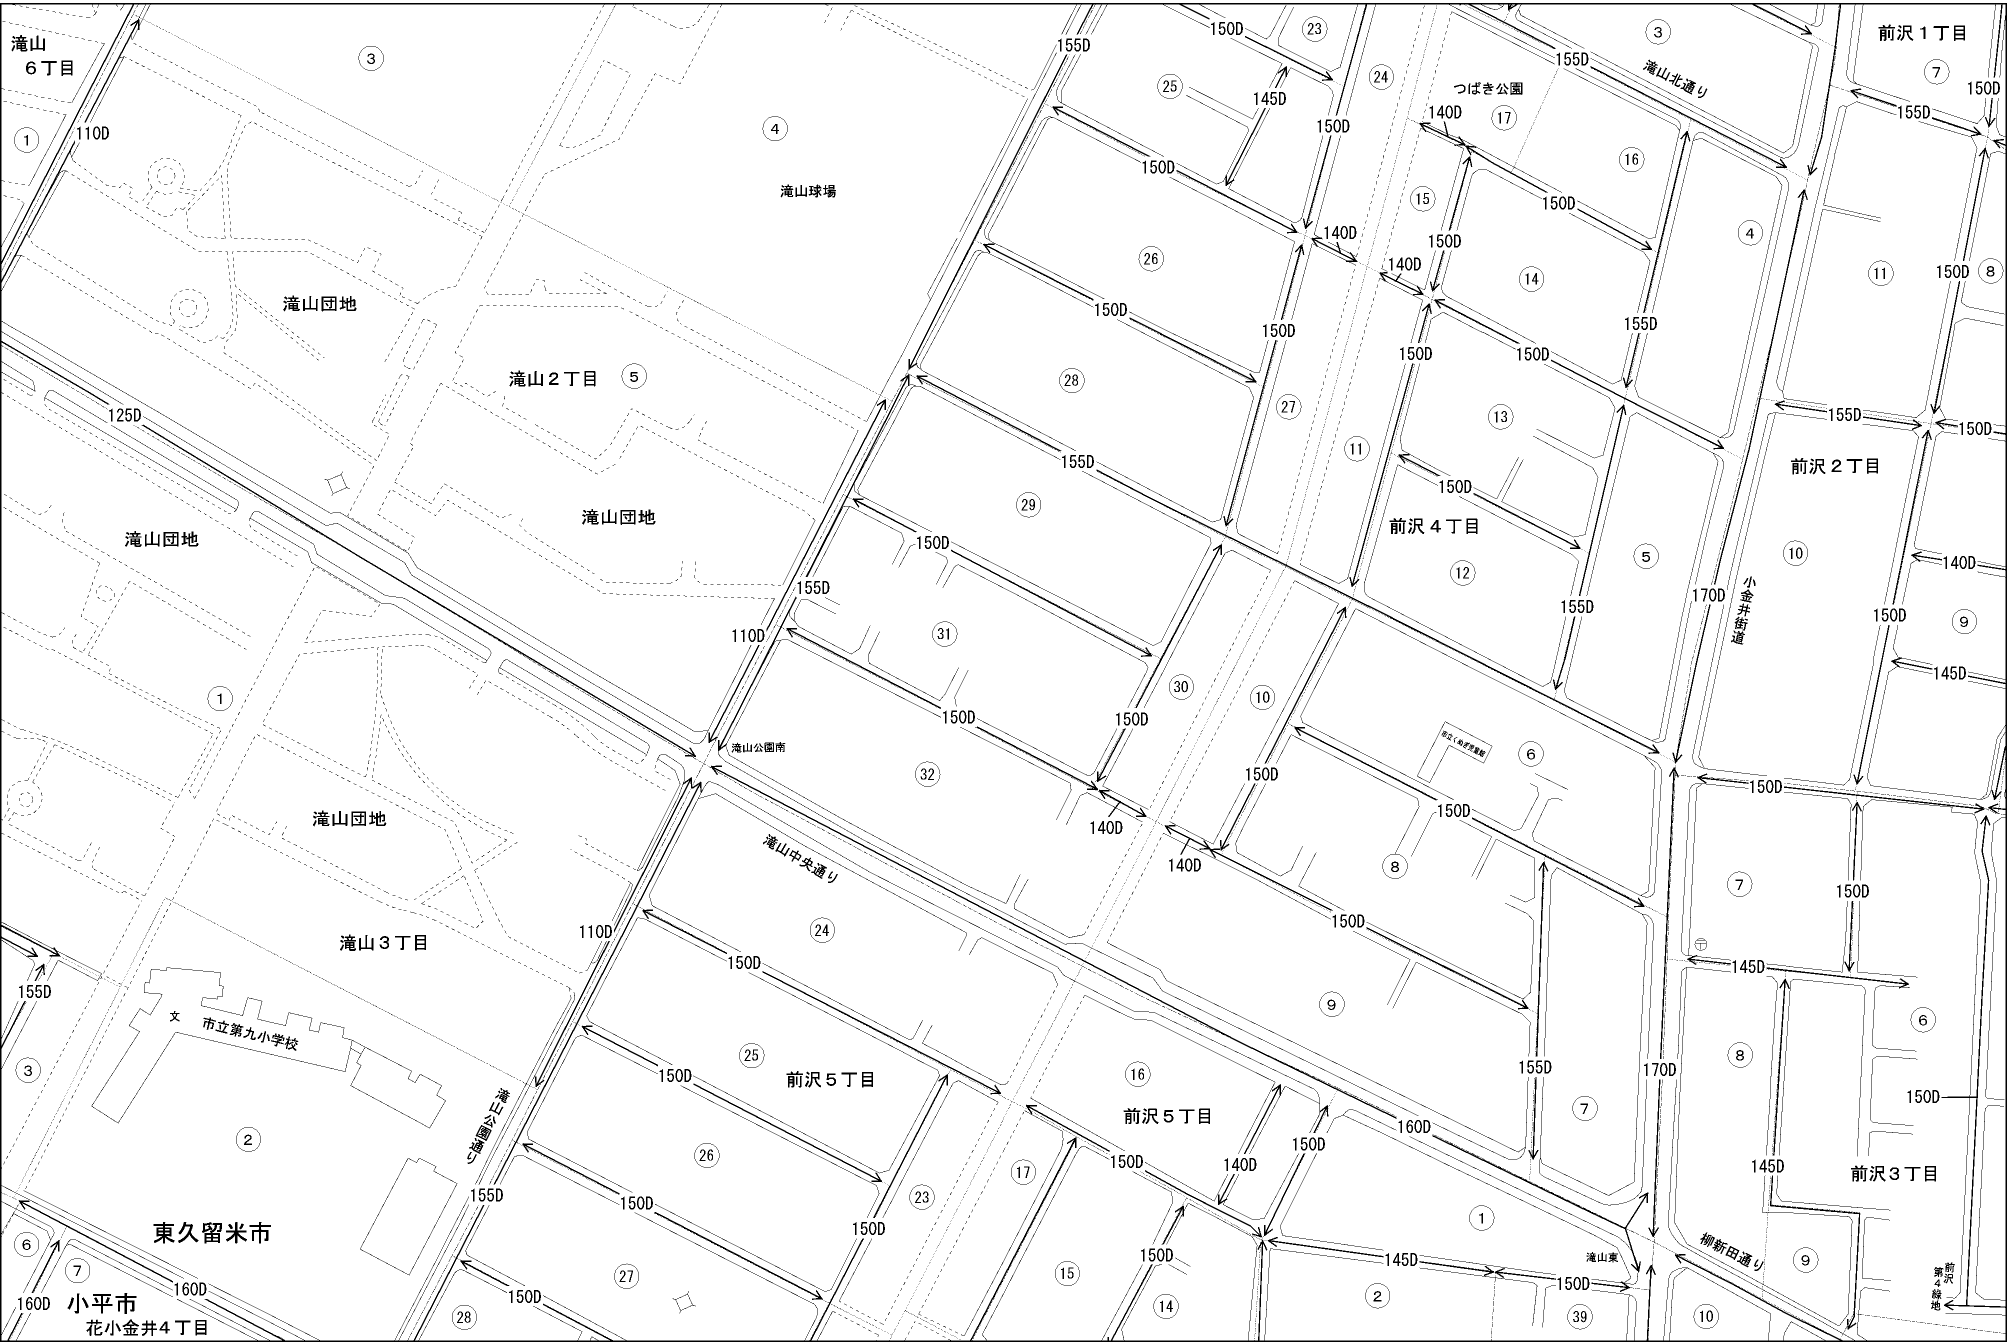 滝山
６丁目
③
23
24
155D
150D
③
前沢１丁目
⑦
155D
滝山北通り
25
145D
つばき公園
17
140D
150D
155D
①
110D
④
150D
16
滝山球場
150D
15
150D
④
140D
150D
140D
11
150D
⑧
滝山団地
26
14
150D
150D
155D
滝山２丁目
⑤
28
150D
150D
27
13
125D
155D
150D
11
155D
150D
前沢２丁目
滝山団地
29
150D
前沢４丁目
滝山団地
150D
12
⑤
10
140D
155D
110D
31
155D
170D
小金井街道
150D
⑨
①
30
10
145D
150D
150D
滝山公園南
市立くぬぎ児童館
⑥
32
150D
150D
150D
滝山団地
140D
140D
滝山中央通り
⑧
⑦
150D
110D
滝山３丁目
24
150D
150D
〒
145D
155D
文
市立第九小学校
25
⑨
⑥
③
150D
前沢５丁目
16
155D
170D
⑧
前沢５丁目
⑦
150D
滝山公園通り
②
160D
26
17
150D
140D
150D
145D
前沢３丁目
155D
150D
23
東久留米市
150D
①
⑥
⑦
160D
27
15
150D
145D
滝山東
柳新田通り
⑨
150D
前沢
第４緑地
160D
小平市
花小金井４丁目
28
150D
14
②
39
10